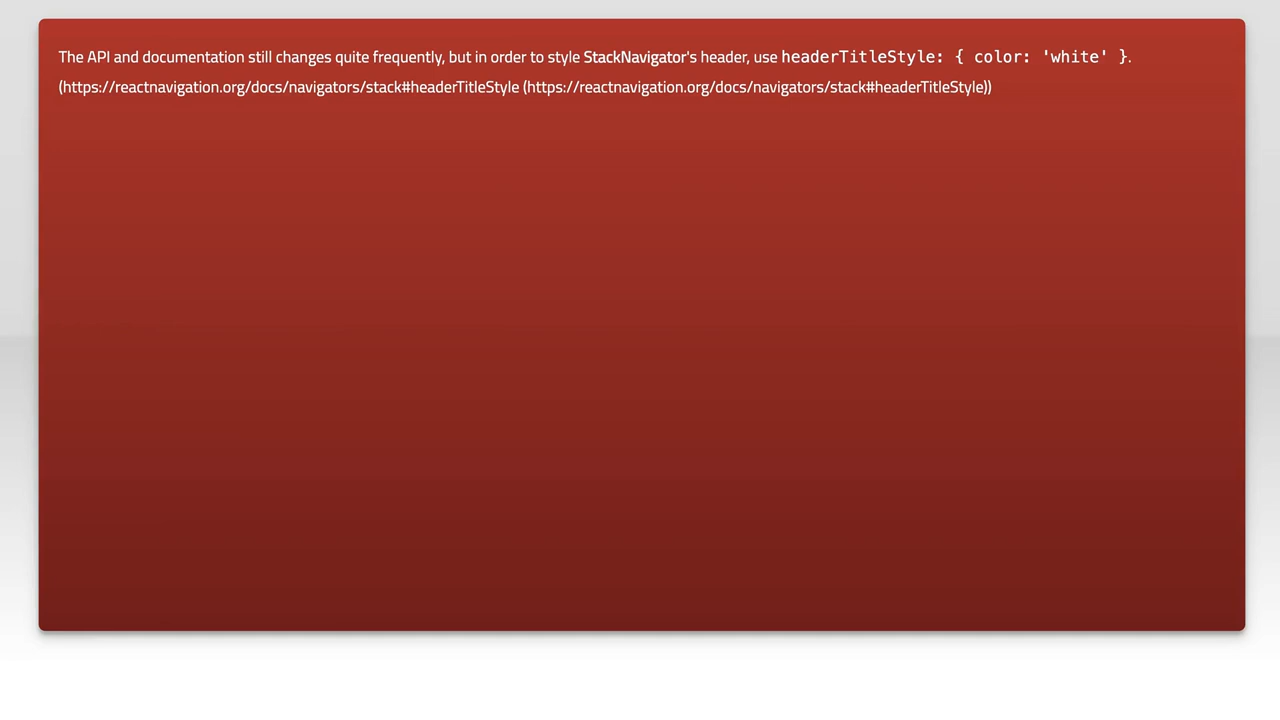 The API and documentation still changes quite frequently, but in order to style StackNavigator's header, use headerTitleStyle: { color: 'white' }.
(https://reactnavigation.org/docs/navigators/stack#headerTitleStyle (https://reactnavigation.org/docs/navigators/stack#headerTitleStyle))